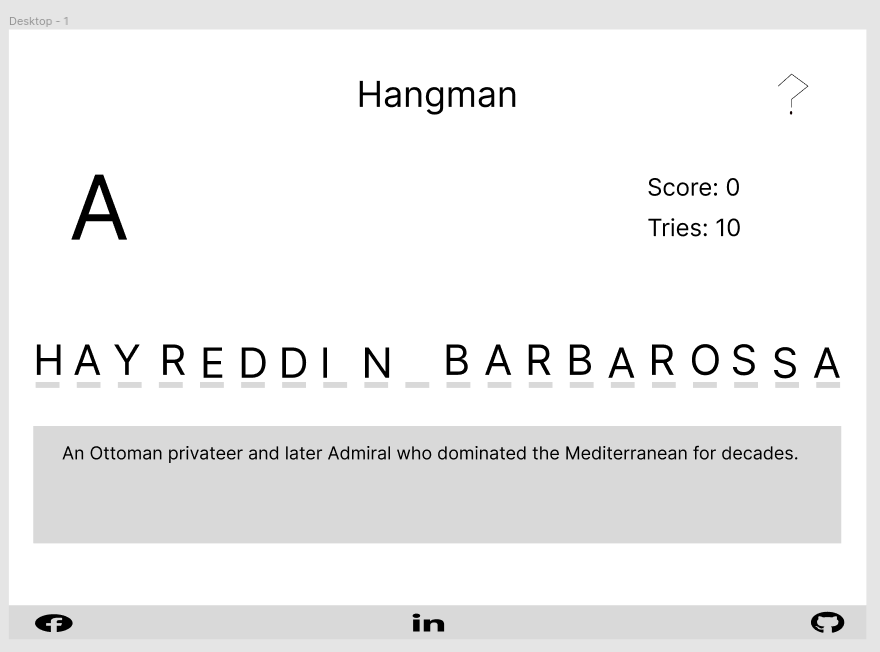 Desktop - 1
Hangman
?
A
Score: 0
Tries: 10
HAYREDDIN BARBAROSSA
An Ottoman privateer and later Admiral who dominated the Mediterranean for decades.
f
in